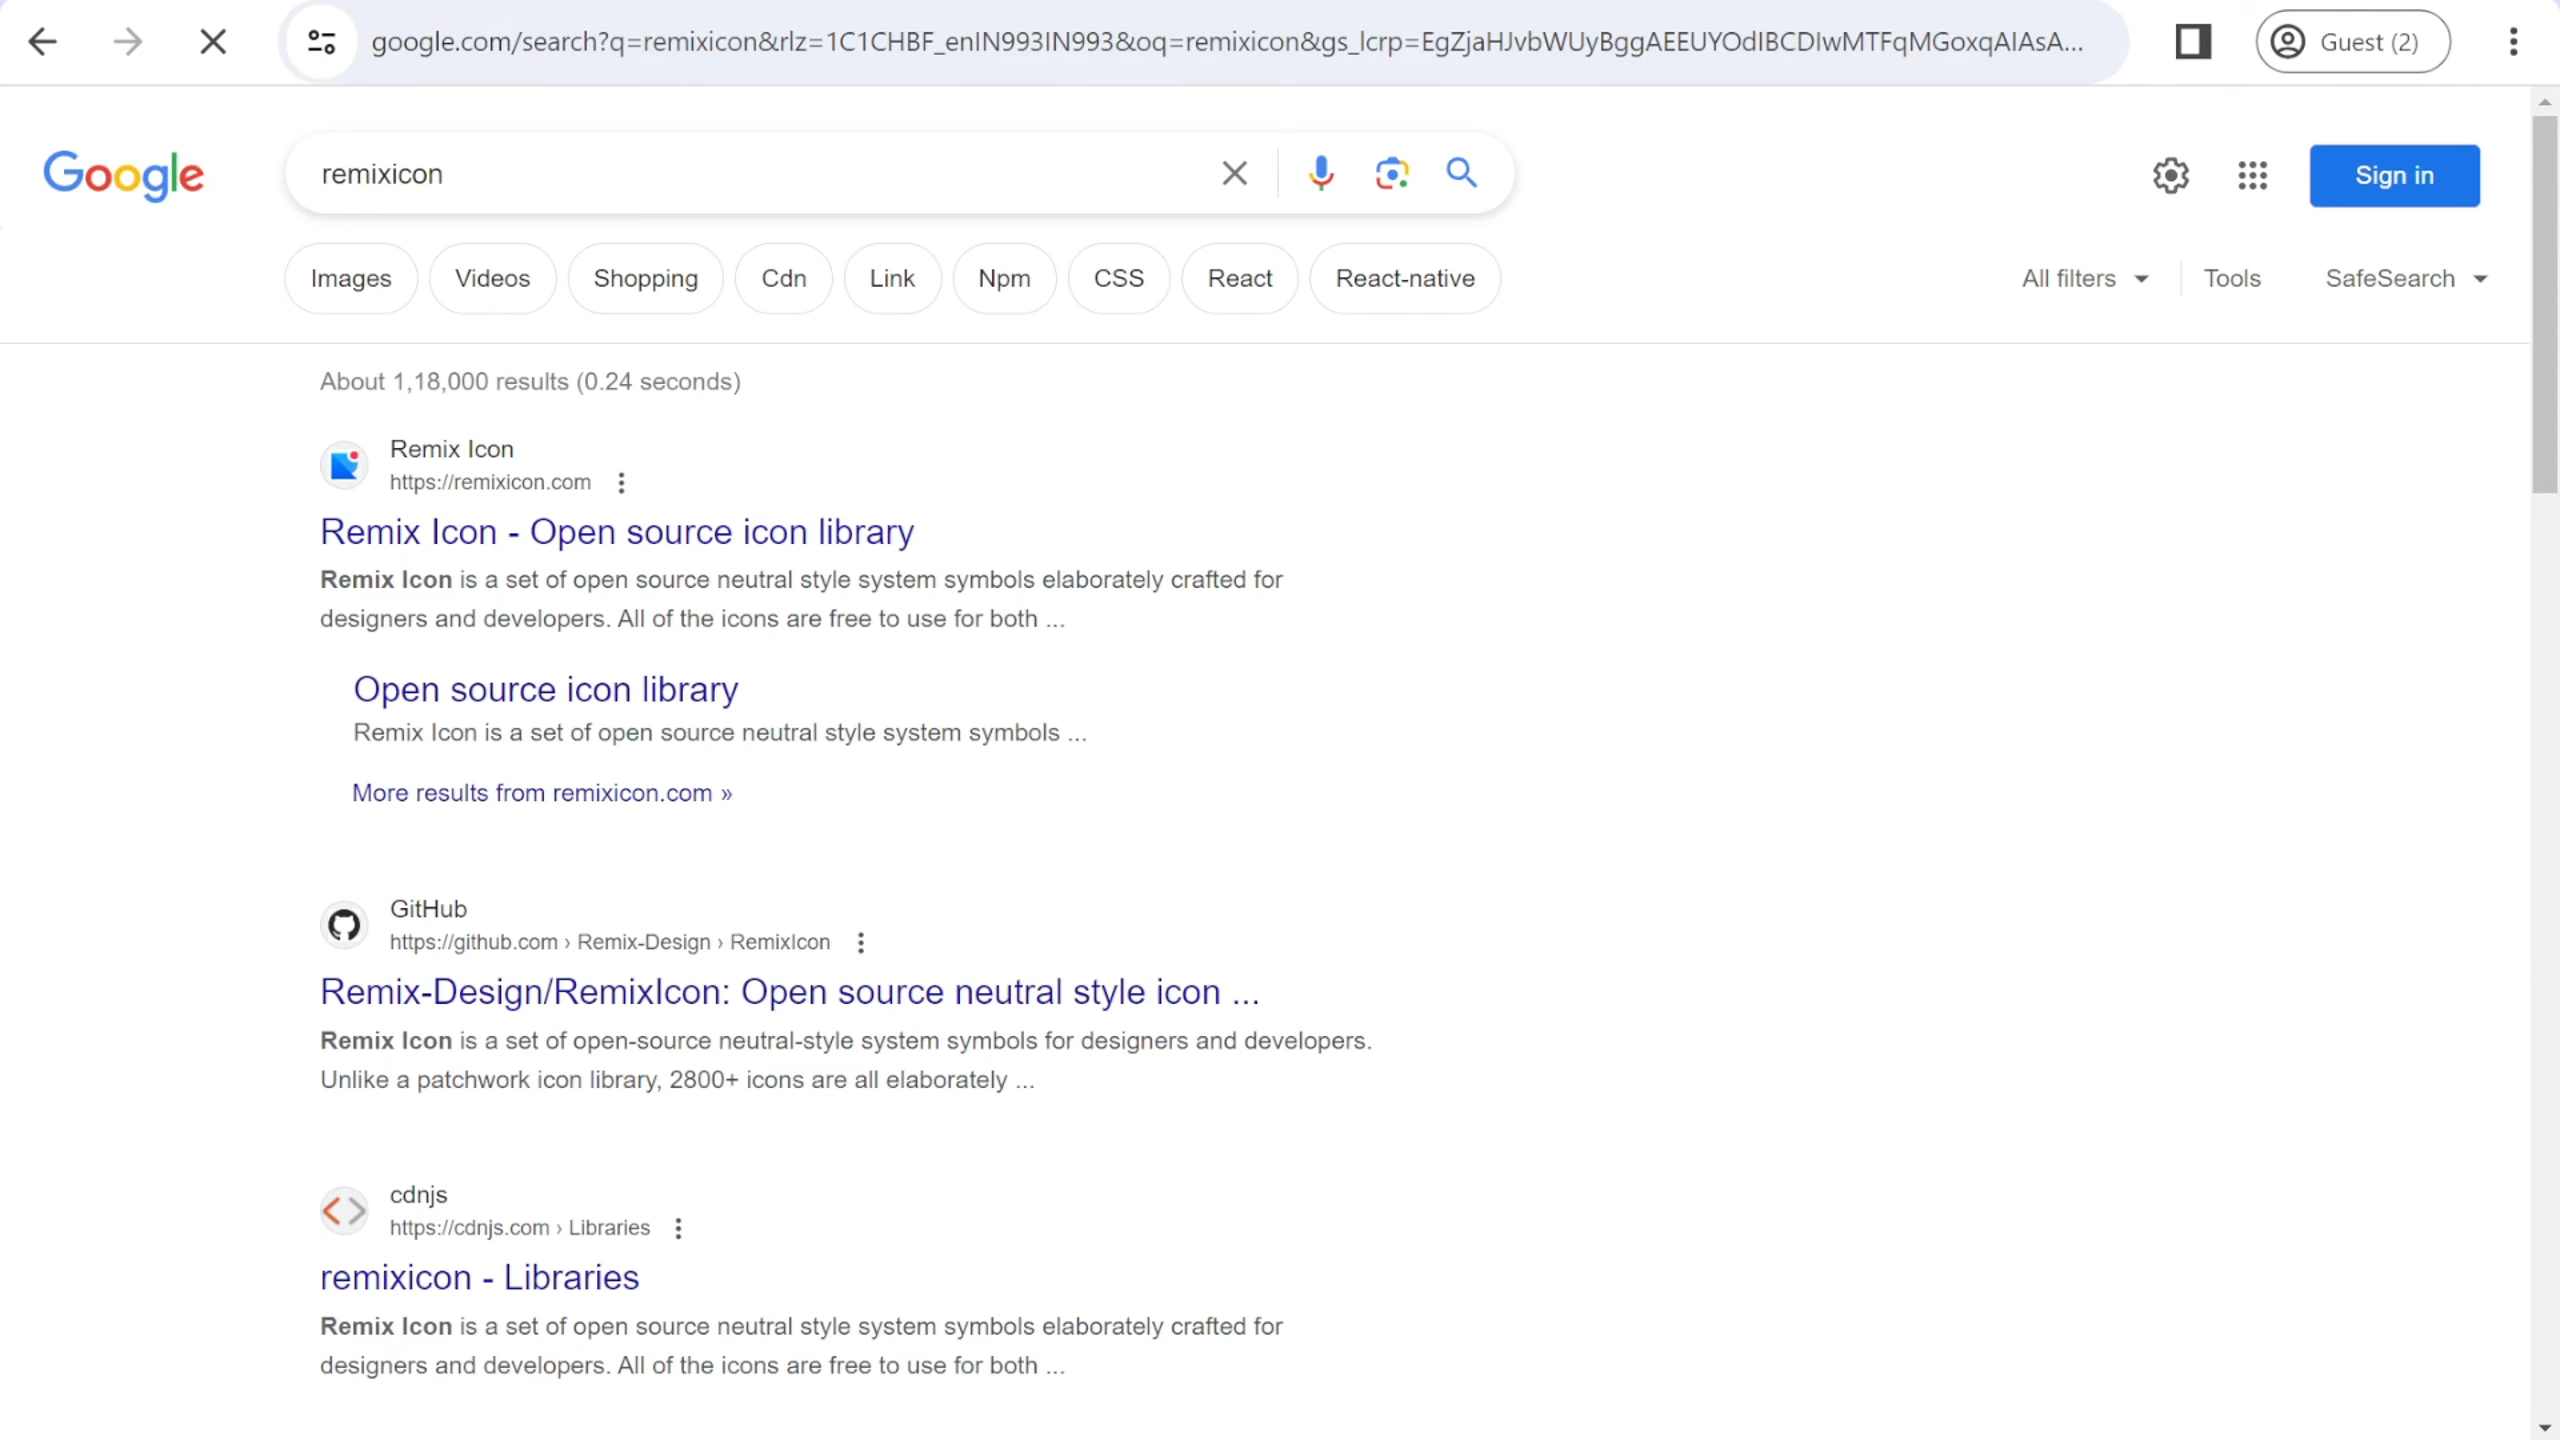 google.com/search?q=remixicon&rlz=1C1CHBF_enIN993IN993&oq=remixicon&gs_lcrp=EgZjaHJvbWUyBggAEEUYOdIBCDIwMTFqMGoxqAIAsA...
Guest (2)
Google
remixicon
Sign in
Images
Videos
Shopping
Cdn
Link
Npm
CSS
React
React-native
All filters
Tools
SafeSearch
About 1,18,000 results (0.24 seconds)
Remix Icon
https://remixicon.com
Remix Icon - Open source icon library
Remix Icon is a set of open source neutral style system symbols elaborately crafted for
designers and developers. All of the icons are free to use for both ...
Open source icon library
Remix Icon is a set of open source neutral style system symbols ...
More results from remixicon.com »
GitHub
https://github.com › Remix-Design › RemixIcon
Remix-Design/RemixIcon: Open source neutral style icon ...
Remix Icon is a set of open-source neutral-style system symbols for designers and developers.
Unlike a patchwork icon library, 2800+ icons are all elaborately ...
cdnjs
https://cdnjs.com › Libraries
remixicon - Libraries
Remix Icon is a set of open source neutral style system symbols elaborately crafted for
designers and developers. All of the icons are free to use for both ...